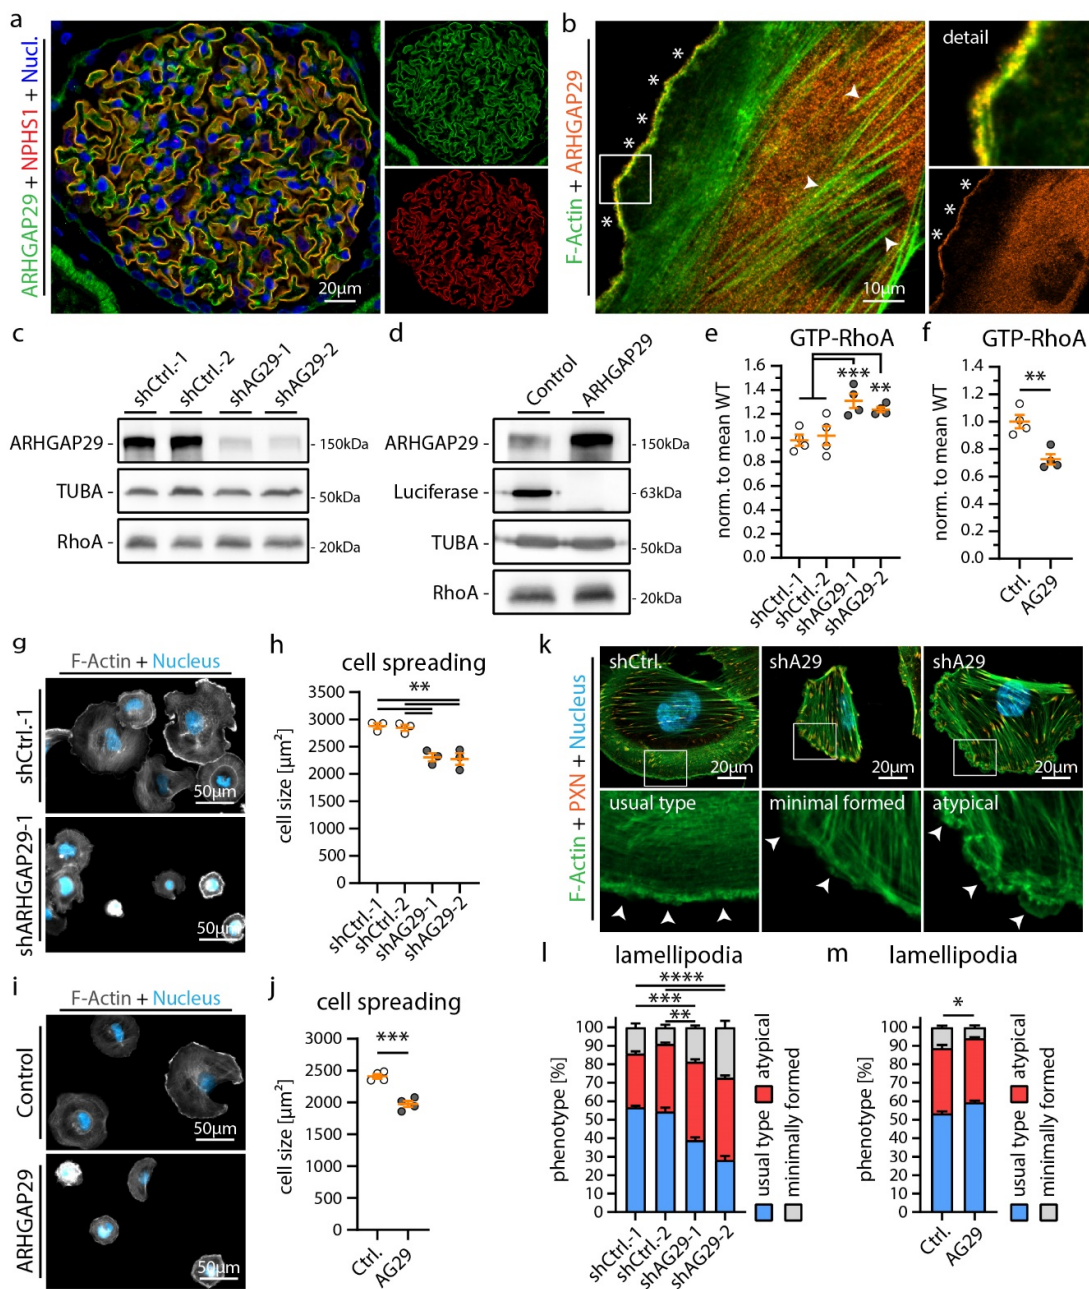 a
ARHGAP29 + NPHS1 + Nucl.
20µm
b
F-Actin + ARHGAP29
10µm
detail
* * * * * *
* * *
c
shCtrl.-1
shCtrl.-2
shAG29-1
shAG29-2
ARHGAP29
- 150kDa
TUBA
- 50kDa
RhoA
- 20kDa
d
Control
ARHGAP29
ARHGAP29 -
- 150kDa
Luciferase -
- 63kDa
TUBA -
- 50kDa
RhoA -
- 20kDa
e
GTP-RhoA
norm. to mean WT
1.6
1.4
1.2
1.0
0.8
0.6
0.4
0.2
0.0
***
**
shCtrl.-1
shCtrl.-2
shAG29-1
shAG29-2
f
GTP-RhoA
norm. to mean WT
1.4
1.2
1.0
0.8
0.6
0.4
0.2
0.0
**
Ctrl.
AG29
g
F-Actin + Nucleus
shCtrl.-1
50µm
shARHGAP29-1
50µm
h
cell spreading
cell size [µm²]
3500
3000
2500
2000
1500
1000
500
0
**
shCtrl.-1
shCtrl.-2
shAG29-1
shAG29-2
i
F-Actin + Nucleus
Control
50µm
ARHGAP29
50µm
j
cell spreading
cell size [µm²]
3000
2500
2000
1500
1000
500
0
***
Ctrl.
AG29
k
F-Actin + PXN + Nucleus
shCtrl.
20µm
shA29
20µm
shA29
20µm
usual type
minimal formed
atypical
l
lamellipodia
phenotype [%]
100
90
80
70
60
50
40
30
20
10
0
****
***
**
shCtrl.-1
shCtrl.-2
shAG29-1
shAG29-2
usual type
atypical
minimally formed
m
lamellipodia
phenotype [%]
100
90
80
70
60
50
40
30
20
10
0
*
Ctrl.
AG29
usual type
atypical
minimally formed